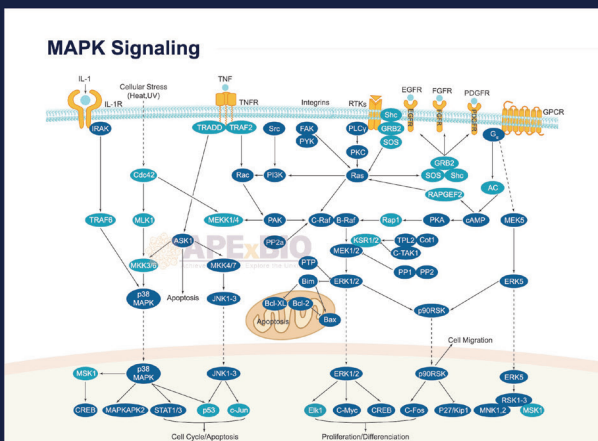 MAPK Signaling
IL-1
Cellular Stress
(Heat,UV)
TNF
EGFR
FGFR
PDGFR
IL-1R
TNFR
Integrins
RTKs
GPCR
IRAK
TRADD
TRAF2
Src
FAK
PYK
PLCγ
PKC
Shc
GRB2
SOS
EGFR
FGFR
PDGFR
Gs
GRB2
SOS
Shc
RAPGEF2
AC
Cdc42
Rac
PI3K
Ras
TRAF6
MLK1
MEKK1/4
PAK
C-Raf
B-Raf
Rap1
PKA
cAMP
MEK5
ASK1
PP2a
KSR1/2
TPL2
Cot1
C-TAK1
MEK1/2
APExBIO
MKK3/6
MKK4/7
PTP
Bim
ERK1/2
PP1
PP2
ERK5
p38
MAPK
Apoptosis
JNK1-3
Bcl-XL
Bcl-2
Bax
Apoptosis
p90RSK
Cell Migration
MSK1
p38
MAPK
JNK1-3
ERK1/2
p90RSK
ERK5
RSK1-3
CREB
MAPKAPK2
STAT1/3
p53
c-Jun
Elk1
C-Myc
CREB
C-Fos
P27/Kip1
MNK1.2
MSK1
Cell Cycle/Apoptosis
Proliferation/Differenciation